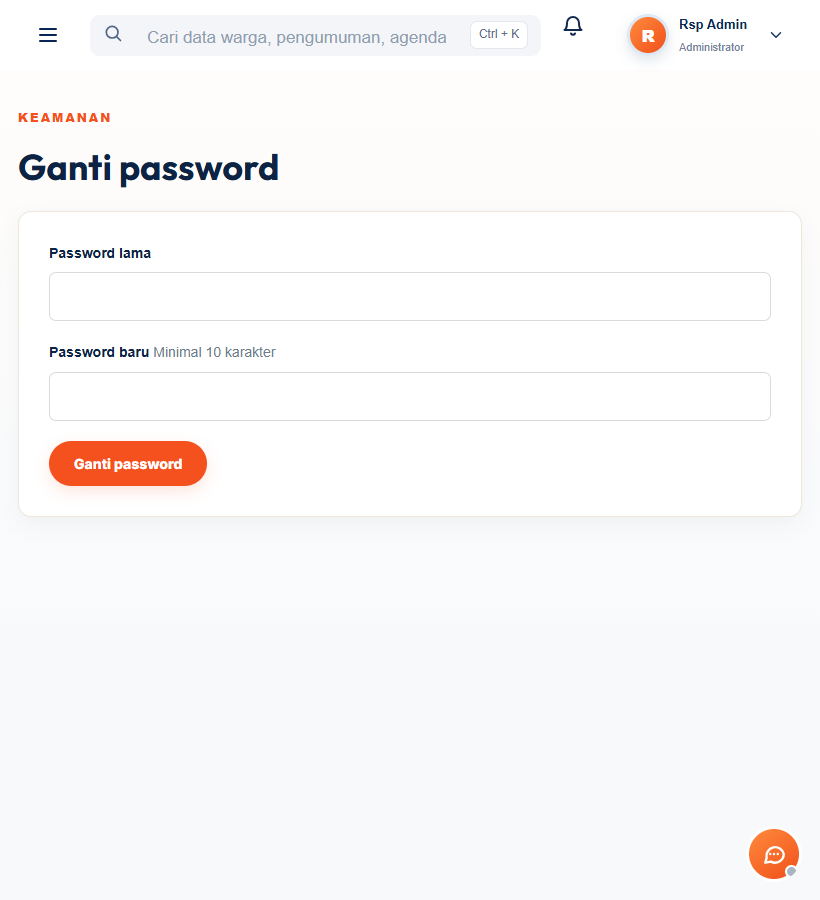 Cari data warga, pengumuman, agenda
Ctrl + K
R
Rsp Admin
Administrator
KEAMANAN
Ganti password
Password lama
Password baru Minimal 10 karakter
Ganti password